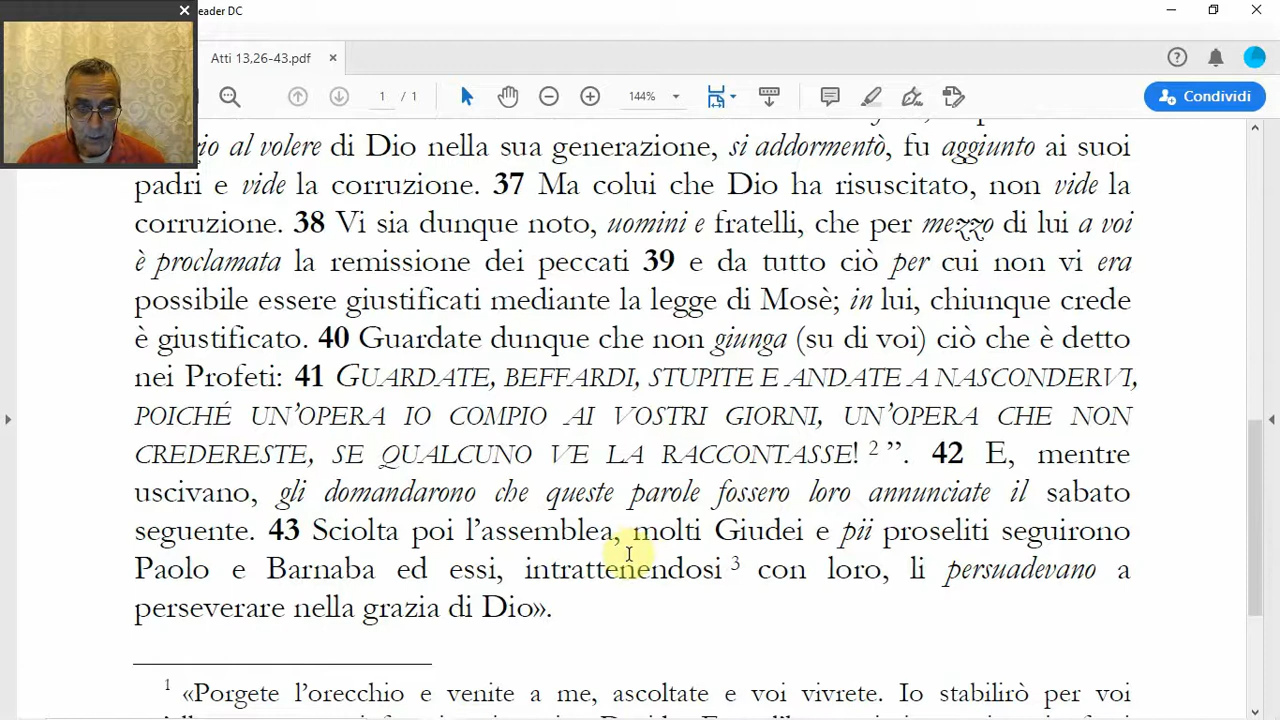 eader DC
Atti 13,26-43.pdf
1 / 1
144%
Condividi
al volere di Dio nella sua generazione, si addormentò, fu aggiunto ai suoi
padri e vide la corruzione. 37 Ma colui che Dio ha risuscitato, non vide la
corruzione. 38 Vi sia dunque noto, uomini e fratelli, che per mezzo di lui a voi
è proclamata la remissione dei peccati 39 e da tutto ciò per cui non vi era
possibile essere giustificati mediante la legge di Mosè; in lui, chiunque crede
è giustificato. 40 Guardate dunque che non giunga (su di voi) ciò che è detto
nei Profeti: 41 GUARDATE, BEFFARDI, STUPITE E ANDATE A NASCONDERVI,
POICHÉ UN'OPERA IO COMPIO AI VOSTRI GIORNI, UN'OPERA CHE NON
CREDERESTE, SE QUALCUNO VE LA RACCONTASSE! 2 ”. 42 E, mentre
uscivano, gli domandarono che queste parole fossero loro annunciate il sabato
seguente. 43 Sciolta poi l'assemblea, molti Giudei e pii proseliti seguirono
Paolo e Barnaba ed essi, intrattenendosi 3 con loro, li persuadevano a
perseverare nella grazia di Dio».
1 «Porgete l'orecchio e venite a me, ascoltate e voi vivrete. Io stabilirò per voi